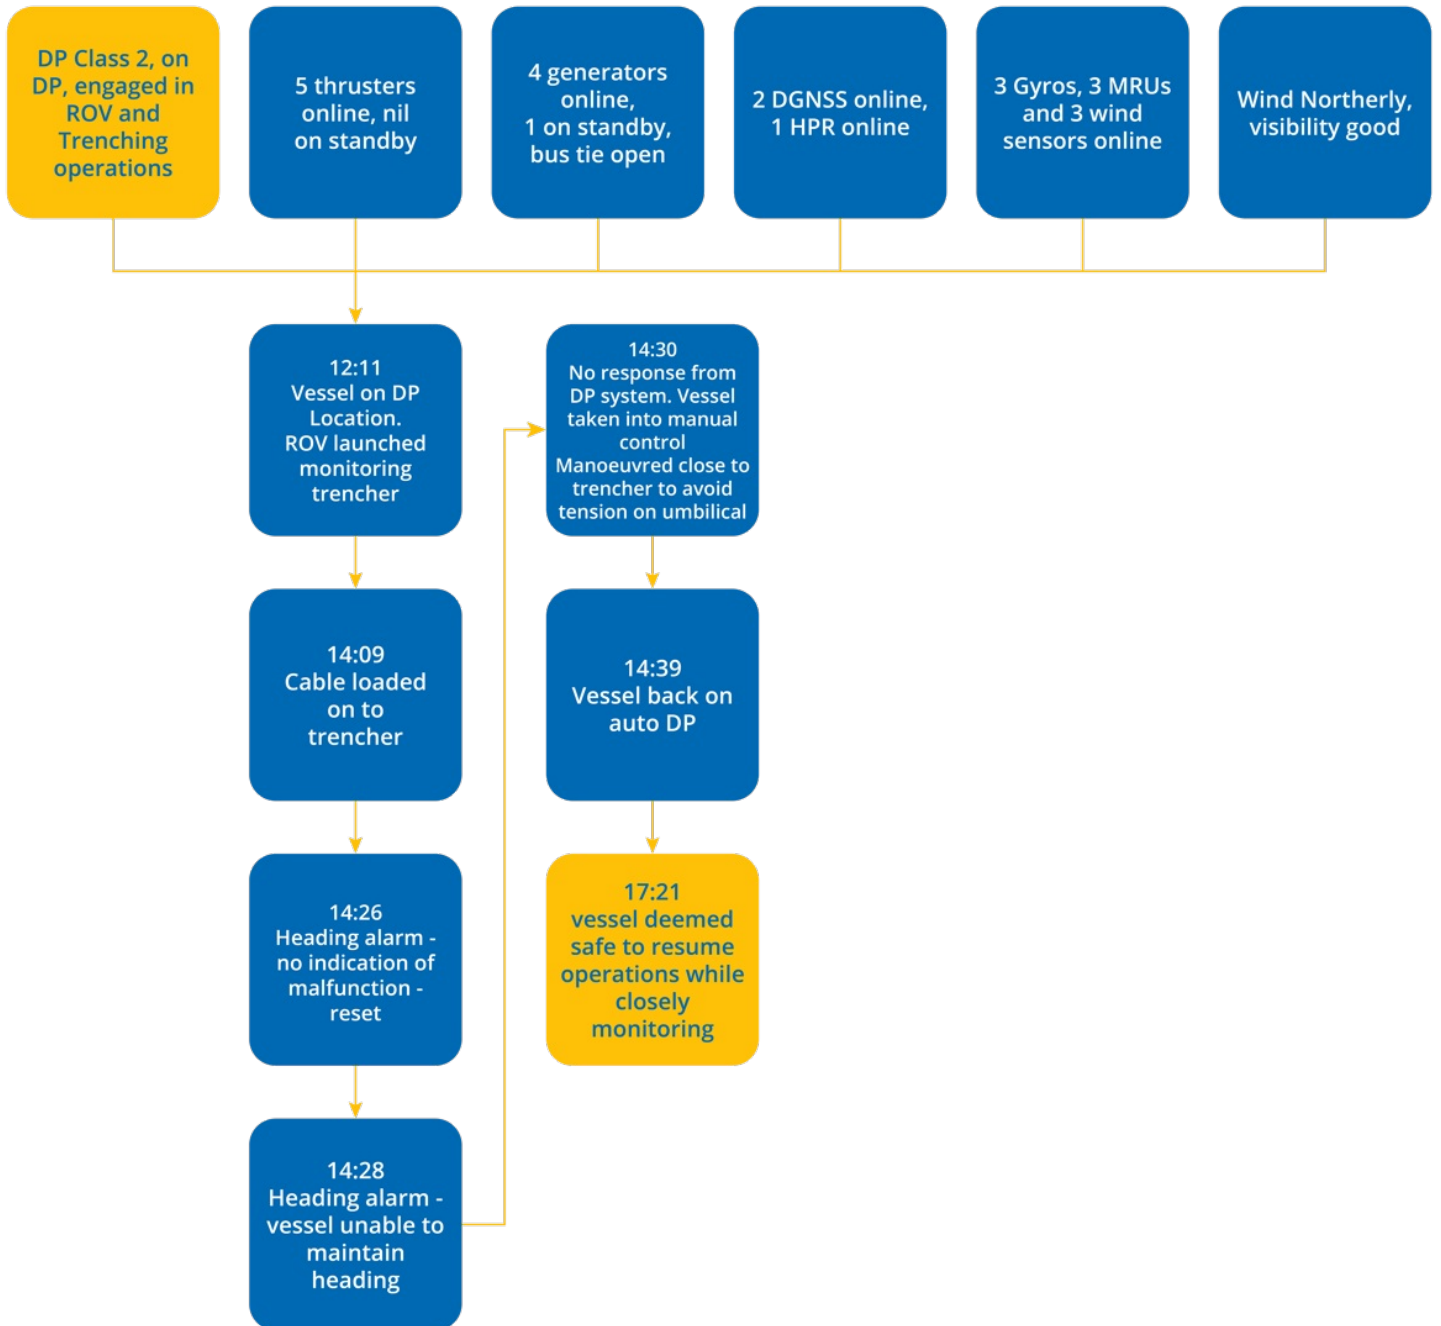 DP Class 2, on
DP, engaged in
ROV and
Trenching
operations
5 thrusters
online, nil
on standby
4 generators
online,
1 on standby,
bus tie open
2 DGNSS online,
1 HPR online
3 Gyros, 3 MRUs
and 3 wind
sensors online
Wind Northerly,
visibility good
12:11
Vessel on DP
Location.
ROV launched
monitoring
trencher
14:09
Cable loaded
on to
trencher
14:26
Heading alarm -
no indication of
malfunction -
reset
14:28
Heading alarm -
vessel unable to
maintain
heading
14:30
No response from
DP system. Vessel
taken into manual
control
Manoeuvred close to
trencher to avoid
tension on umbilical
14:39
Vessel back on
auto DP
17:21
vessel deemed
safe to resume
operations while
closely
monitoring